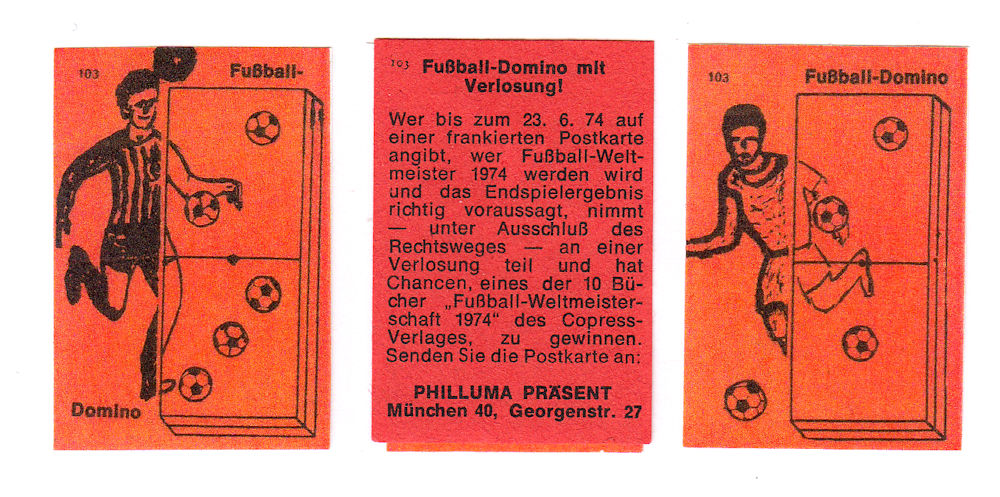 103
Fußball-
Domino
103 Fußball-Domino mit
Verlosung!
Wer bis zum 23. 6. 74 auf
einer frankierten Postkarte
angibt, wer Fußball-Welt-
meister 1974 werden wird
und das Endspielergebnis
richtig voraussagt, nimmt
— unter Ausschluß des
Rechtsweges — an einer
Verlosung teil und hat
Chancen, eines der 10 Bü-
cher „Fußball-Weltmeister-
schaft 1974“ des Copress-
Verlages, zu gewinnen.
Senden Sie die Postkarte an:
PHILLUMA PRÄSENT
München 40, Georgenstr. 27
103
Fußball-Domino